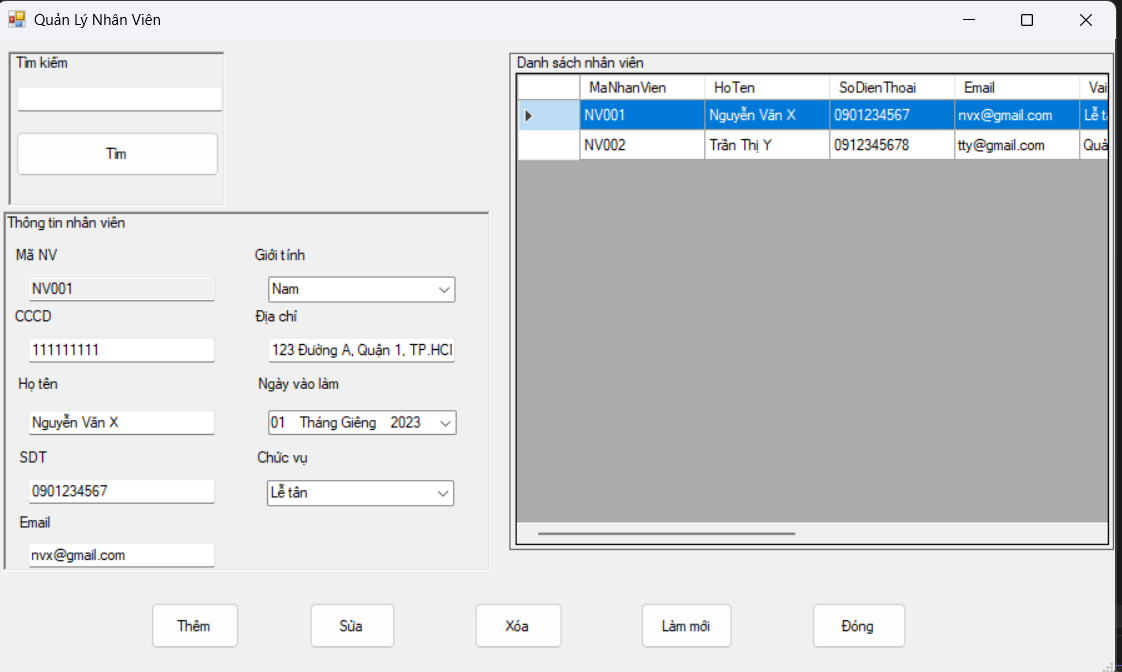 Quản Lý Nhân Viên
Tìm kiếm
Tìm
Thông tin nhân viên
Mã NV
Giới tính
NV001
Nam
CCCD
Địa chỉ
111111111
123 Đường A, Quận 1, TP.HCM
Họ tên
Ngày vào làm
Nguyễn Văn X
01 Tháng Giêng 2023
SDT
Chức vụ
0901234567
Lễ tân
Email
nvx@gmail.com
Danh sách nhân viên
MaNhanVien HoTen SoDienThoai Email Vai
NV001 Nguyễn Văn X 0901234567 nvx@gmail.com Lễ
NV002 Trần Thị Y 0912345678 tty@gmail.com Quả
Thêm Sửa Xóa Làm mới Đóng